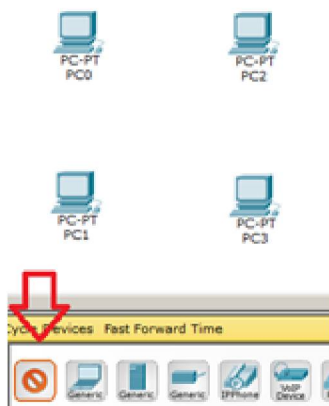 PC-PT PC-PT
PC0 PC2
PC-PT PC-PT
PC1 PC3
Devices Fast Forward Time
Generic Generic Generic IPPhone VoIP Device